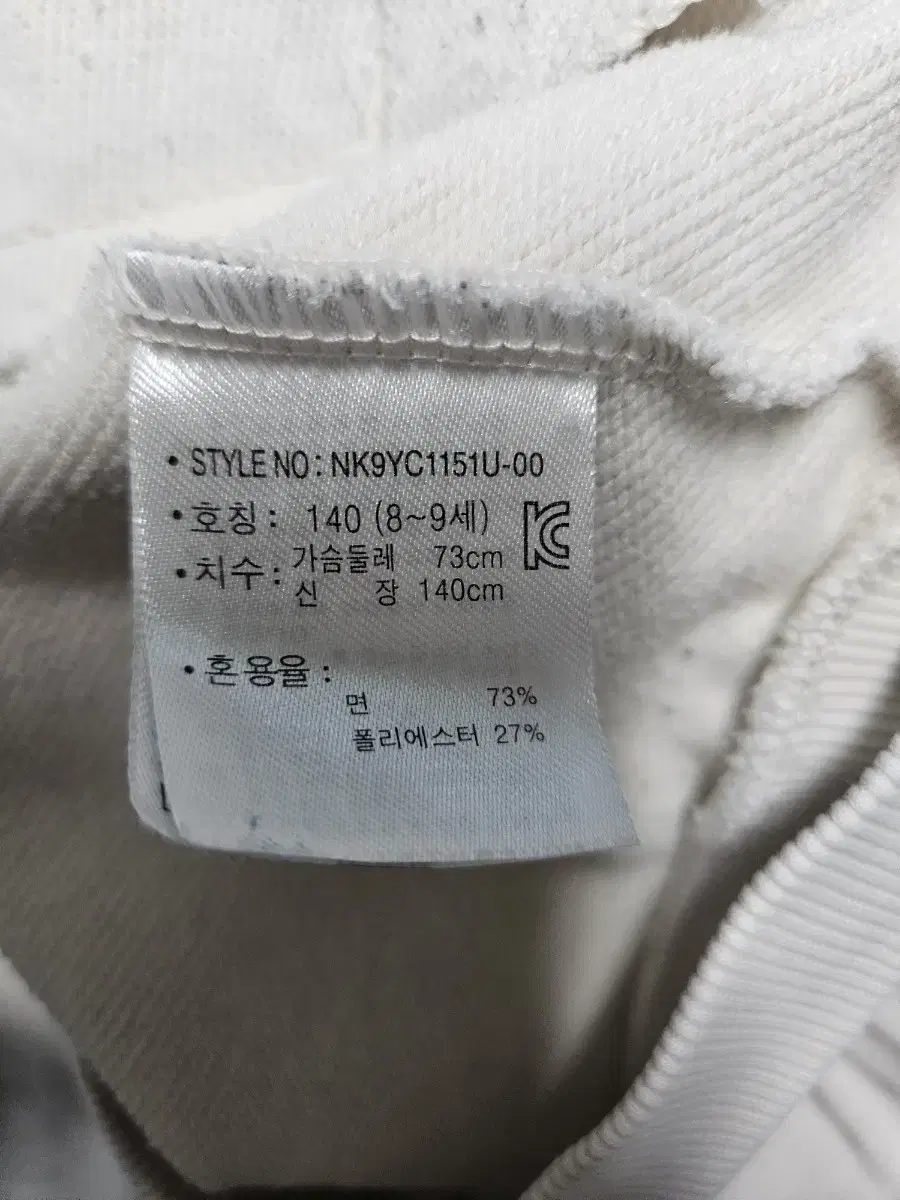 • STYLE NO : NK9YC1151U-00
• 호칭 : 140 (8~9세)
• 치수 : 가슴둘레 73cm
신 장 140cm
• 혼용율 :
면 73%
폴리에스터 27%